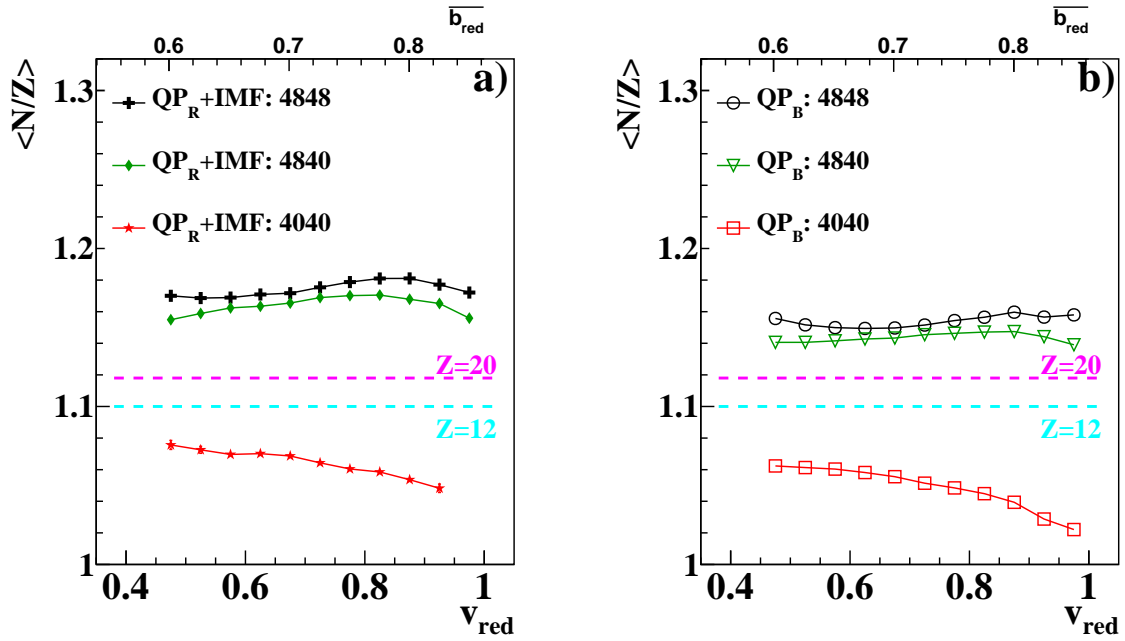 b_red
0.6 0.7 0.8
<N/Z>
a)
1.3
QP_R+IMF: 4848
QP_R+IMF: 4840
QP_R+IMF: 4040
1.2
Z=20
1.1
Z=12
1
0.4 0.6 0.8 1
v_red
b_red
0.6 0.7 0.8
<N/Z>
b)
1.3
QP_B: 4848
QP_B: 4840
QP_B: 4040
1.2
Z=20
1.1
Z=12
1
0.4 0.6 0.8 1
v_red